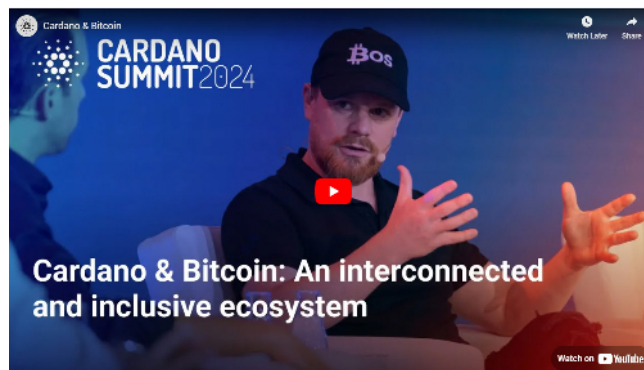 Cardano & Bitcoin
Watch Later
Share
CARDANO
SUMMIT2024
BOS
Cardano & Bitcoin: An interconnected
and inclusive ecosystem
Watch on YouTube